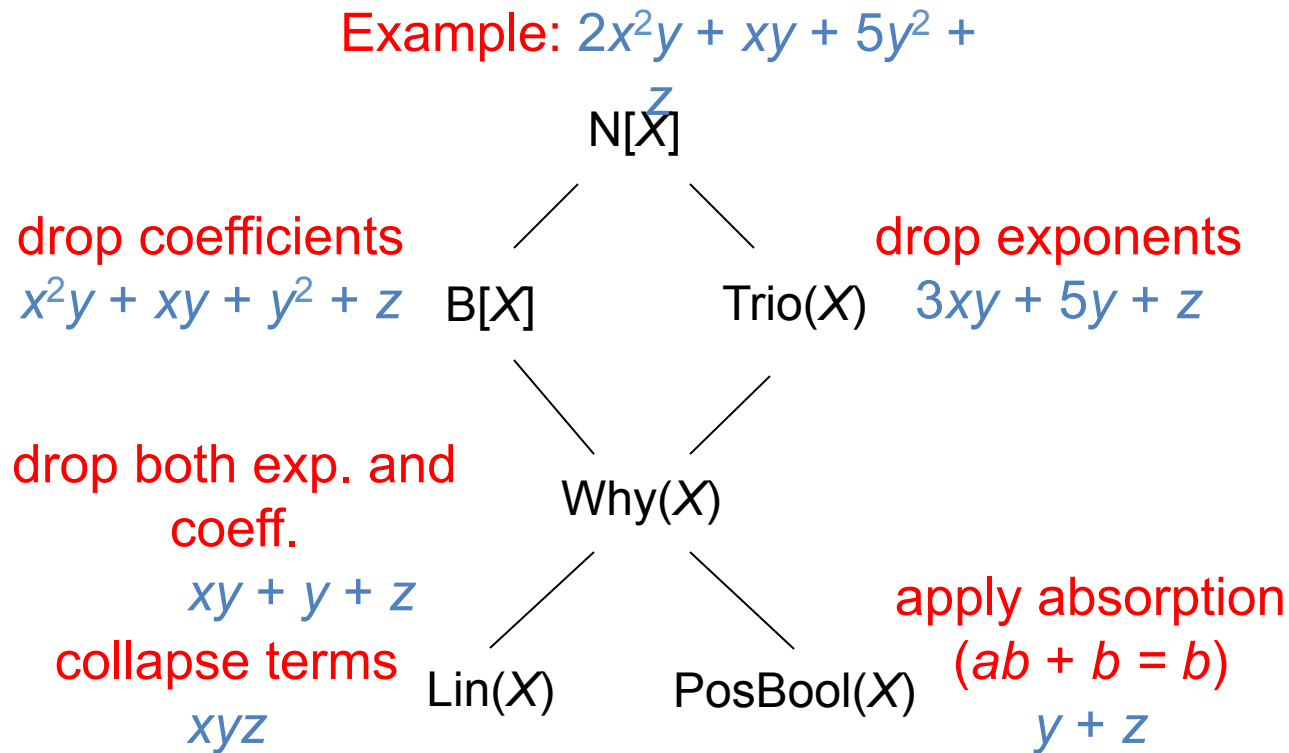 Example: 2x²y + xy + 5y² +
z
N[X]
drop coefficients
x²y + xy + y² + z
B[X]
Trio(X)
drop exponents
3xy + 5y + z
drop both exp. and
coeff.
xy + y + z
Why(X)
collapse terms
xyz
Lin(X)
PosBool(X)
apply absorption
(ab + b = b)
y + z